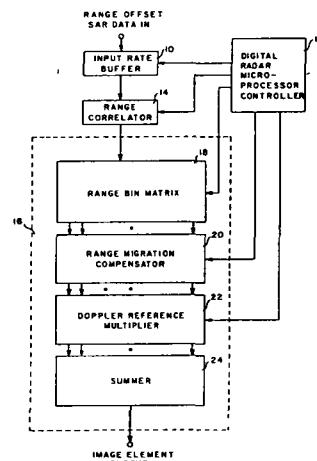 RANGE OFFSET
SAR DATA IN
10
INPUT RATE
BUFFER
DIGITAL
RADAR
MICRO-
PROCESSOR
CONTROLLER
14
RANGE
CORRELATOR
16
18
RANGE BIN MATRIX
20
RANGE MIGRATION
COMPENSATOR
22
DOPPLER REFERENCE
MULTIPLIER
24
SUMMER
IMAGE ELEMENT